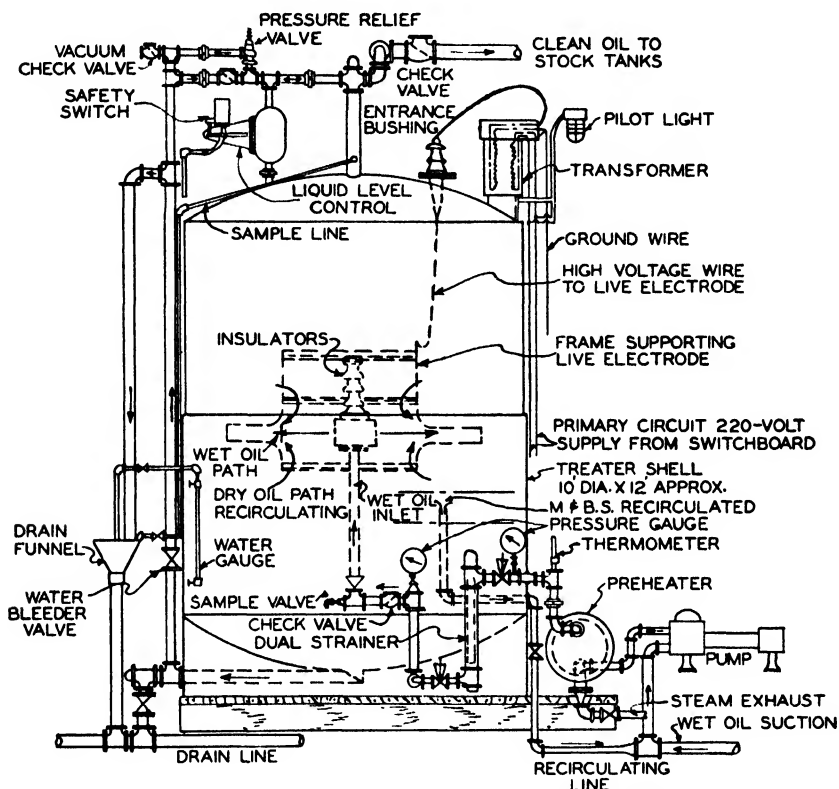 PRESSURE RELIEF
VALVE
VACUUM
CHECK VALVE
CLEAN OIL TO
STOCK TANKS
CHECK
VALVE
SAFETY
SWITCH
ENTRANCE
BUSHING
PILOT LIGHT
TRANSFORMER
LIQUID LEVEL
CONTROL
SAMPLE LINE
GROUND WIRE
HIGH VOLTAGE WIRE
TO LIVE ELECTRODE
INSULATORS
FRAME SUPPORTING
LIVE ELECTRODE
PRIMARY CIRCUIT 220-VOLT
SUPPLY FROM SWITCHBOARD
WET OIL
PATH
TREATER SHELL
10' DIA. X 12' APPROX.
DRY OIL PATH
RECIRCULATING
WET OIL
INLET
M & B.S. RECIRCULATED
PRESSURE GAUGE
THERMOMETER
DRAIN
FUNNEL
WATER
GAUGE
PREHEATER
WATER
BLEEDER
VALVE
SAMPLE VALVE
CHECK VALVE
DUAL STRAINER
PUMP
STEAM EXHAUST
WET OIL SUCTION
DRAIN LINE
RECIRCULATING
LINE